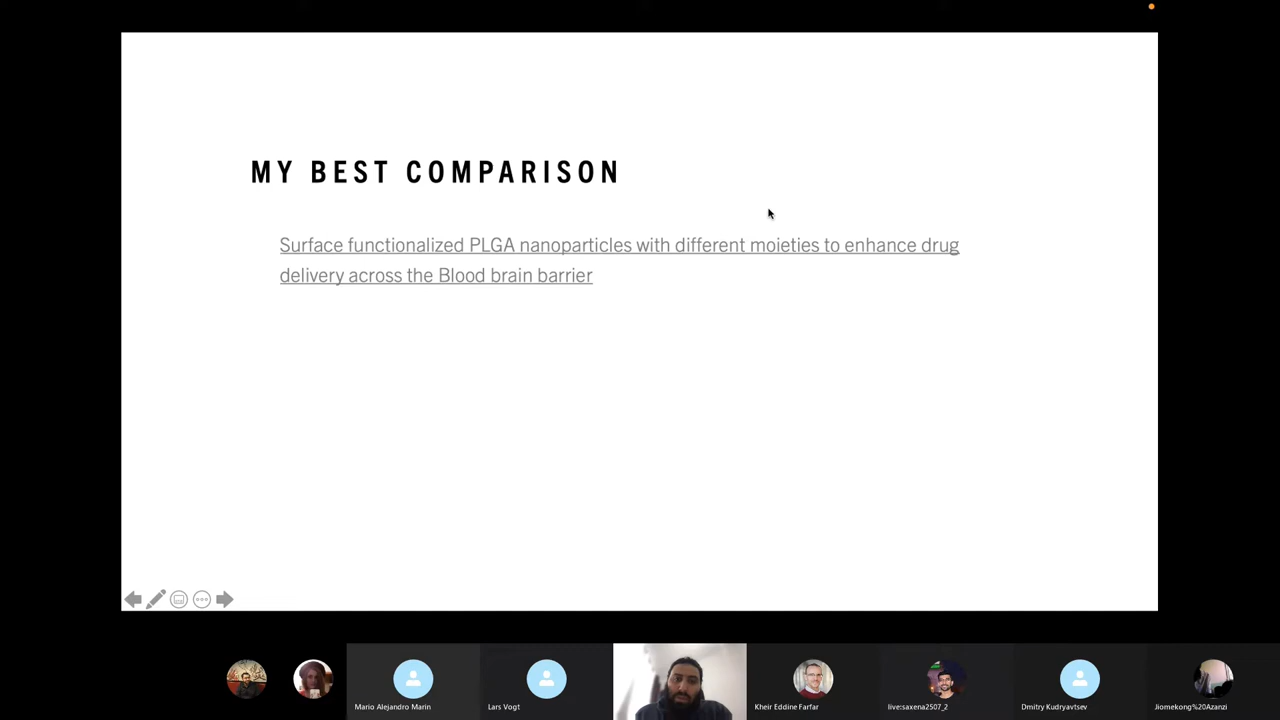 MY BEST COMPARISON
Surface functionalized PLGA nanoparticles with different moieties to enhance drug
delivery across the Blood brain barrier
Mario Alejandro Marin
Lars Vogt
Kheir Eddine Farfar
live:saxena2507_2
Dmitry Kudryavtsev
Jiomekong%20Azanzi